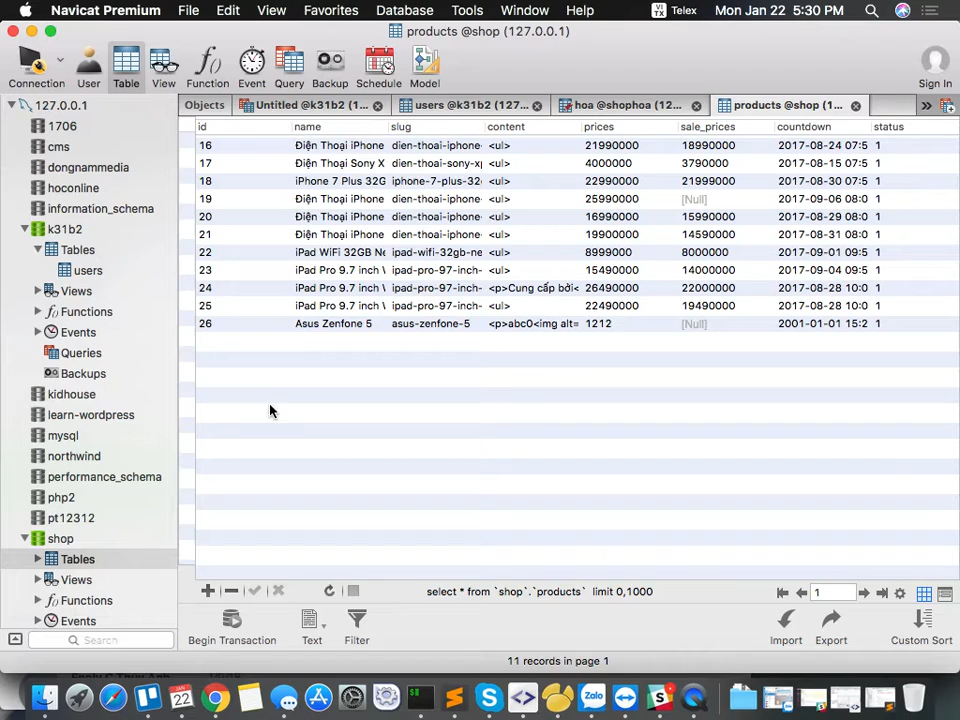 Navicat Premium File Edit View Favorites Database Tools Window Help VI TX Telex Mon Jan 22 5:30 PM
products @shop (127.0.0.1)
Connection User Table View Function Event Query Backup Schedule Model Sign In
127.0.0.1
1706
cms
dongnammedia
hoconline
information_schema
k31b2
Tables
users
Views
Functions
Events
Queries
Backups
kidhouse
learn-wordpress
mysql
northwind
performance_schema
php2
pt12312
shop
Tables
Views
Functions
Events
Search
Objects Untitled @k31b2 (1... users @k31b2 (127... hoa @shophoa (12... products @shop (1...
id name slug content prices sale_prices countdown status
16 Điện Thoại iPhone dien-thoai-iphone- <ul> 21990000 18990000 2017-08-24 07:5 1
17 Điện Thoại Sony X dien-thoai-sony-xp <ul> 4000000 3790000 2017-08-15 07:5 1
18 iPhone 7 Plus 32G iphone-7-plus-32 <ul> 22990000 21999000 2017-08-30 07:5 1
19 Điện Thoại iPhone dien-thoai-iphone- <ul> 25990000 [Null] 2017-09-06 08:0 1
20 Điện Thoại iPhone dien-thoai-iphone- <ul> 16990000 15990000 2017-08-29 08:0 1
21 Điện Thoại iPhone dien-thoai-iphone- <ul> 19900000 14590000 2017-08-31 08:0 1
22 iPad WiFi 32GB Ne ipad-wifi-32gb-ne <ul> 8999000 8000000 2017-09-01 09:5 1
23 iPad Pro 9.7 inch ipad-pro-97-inch- <ul> 15490000 14000000 2017-09-04 09:5 1
24 iPad Pro 9.7 inch ipad-pro-97-inch- <p>Cung cấp bởi< 26490000 22000000 2017-08-28 10:0 1
25 iPad Pro 9.7 inch ipad-pro-97-inch- <ul> 22490000 19490000 2017-08-28 10:0 1
26 Asus Zenfone 5 asus-zenfone-5 <p>abc0<img alt= 1212 [Null] 2001-01-01 15:2 1
select * from `shop`.`products` limit 0,1000
1
Begin Transaction Text Filter Import Export Custom Sort
11 records in page 1
JAN
22
Zalo